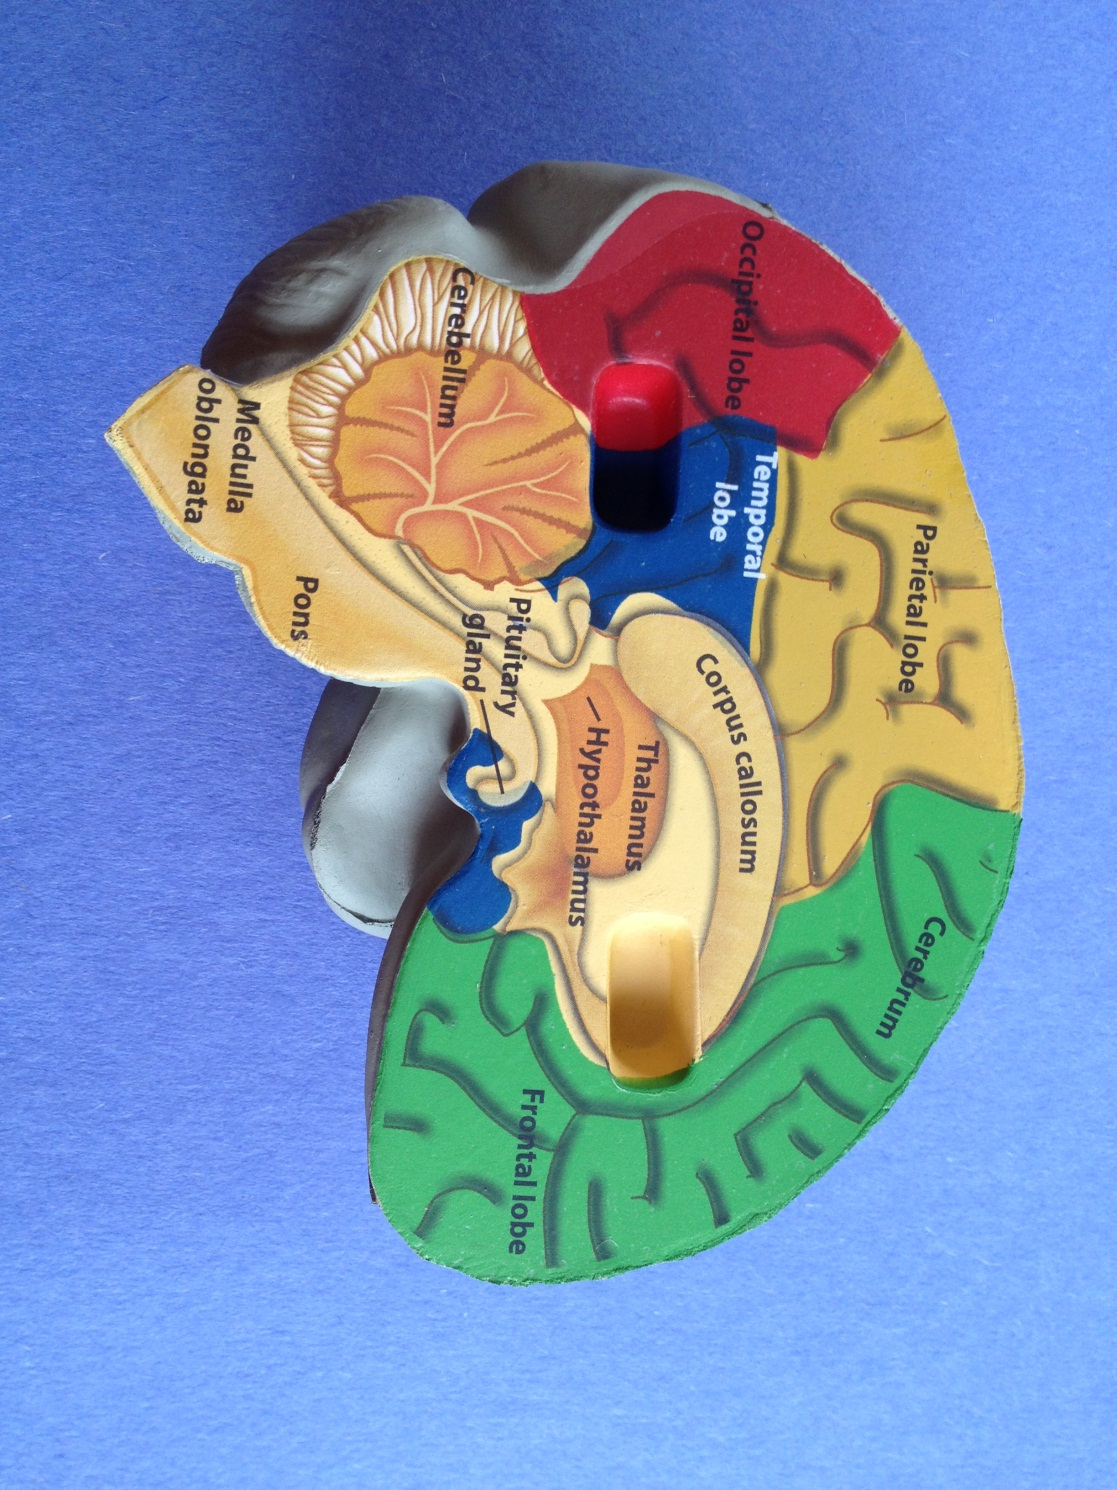 Parietal lobe
Cerebrum
Occipital lobe
Temporal
lobe
Corpus callosum
Thalamus
Hypothalamus
Cerebellum
Pituitary
gland
Frontal lobe
Pons
Medulla
oblongata